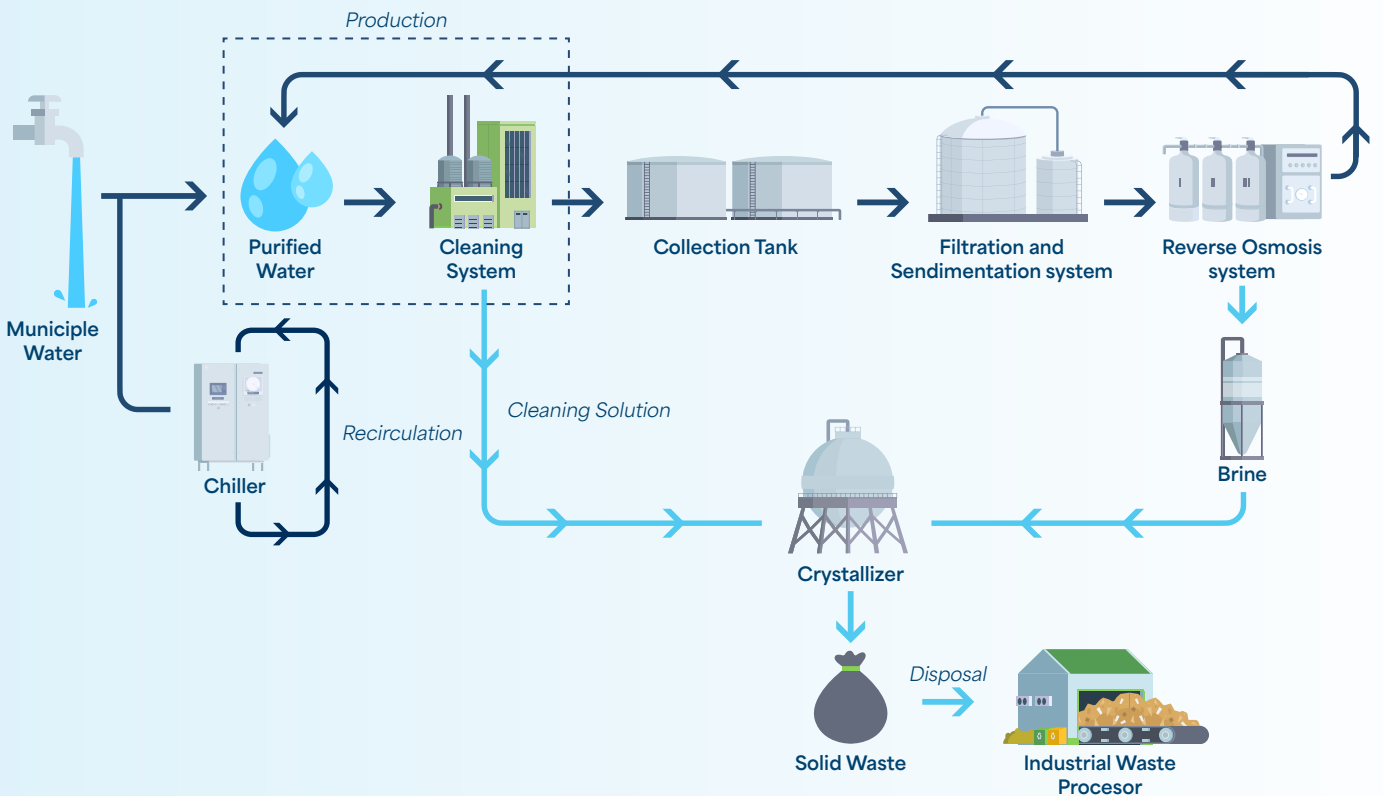 Production
Municiple
Water
Purified
Water
Cleaning
System
Collection Tank
Filtration and
Sendimentation system
Reverse Osmosis
system
Chiller
Recirculation
Cleaning Solution
Brine
Crystallizer
Solid Waste
Disposal
Industrial Waste
Procesor